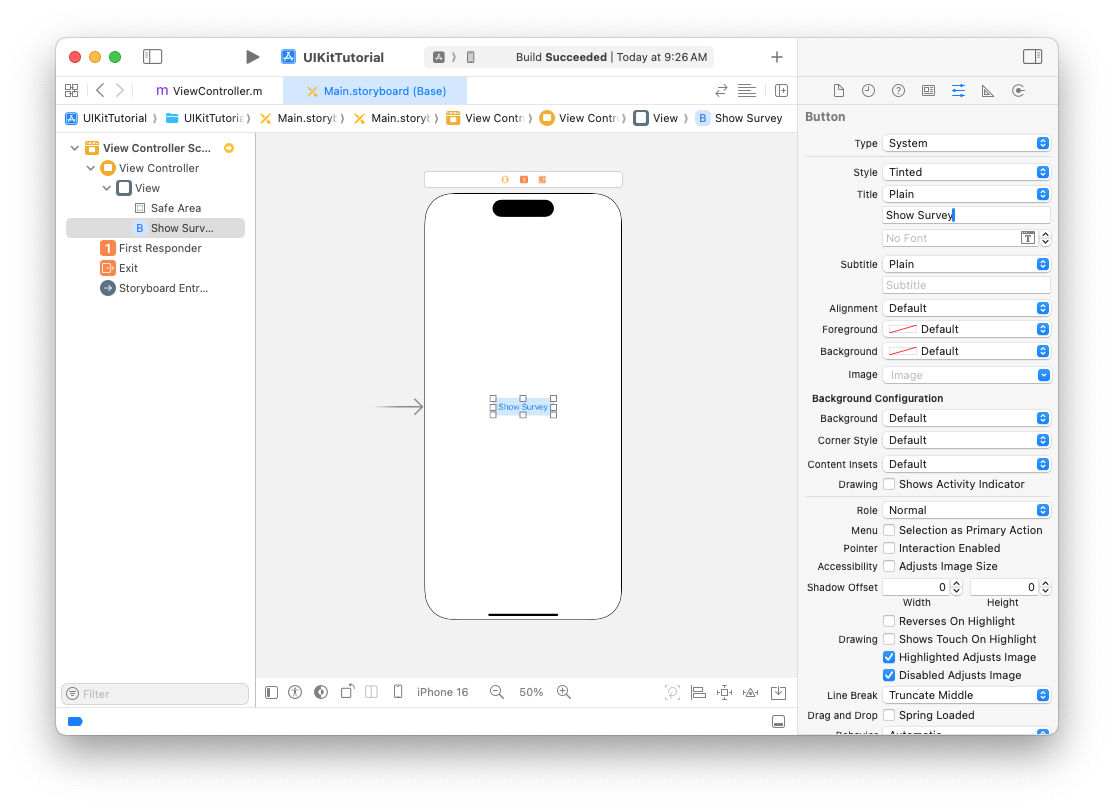 UIKitTutorial
Build Succeeded | Today at 9:26 AM
m ViewController.m
Main.storyboard (Base)
UIKitTutorial
UIKitTutoria
Main.storyb
Main.storyb
View Contr
View Contr
View
B Show Survey
View Controller Sc...
View Controller
View
Safe Area
B Show Surv...
1 First Responder
Exit
Storyboard Entr...
Filter
Show Survey
iPhone 16
50%
Button
Type System
Style Tinted
Title Plain
Show Survey
No Font T
Subtitle Plain
Subtitle
Alignment Default
Foreground Default
Background Default
Image Image
Background Configuration
Background Default
Corner Style Default
Content Insets Default
Drawing Shows Activity Indicator
Role Normal
Menu Selection as Primary Action
Pointer Interaction Enabled
Accessibility Adjusts Image Size
Shadow Offset 0 0
Width Height
Reverses On Highlight
Drawing Shows Touch On Highlight
Highlighted Adjusts Image
Disabled Adjusts Image
Line Break Truncate Middle
Drag and Drop Spring Loaded
Behavior Automatic